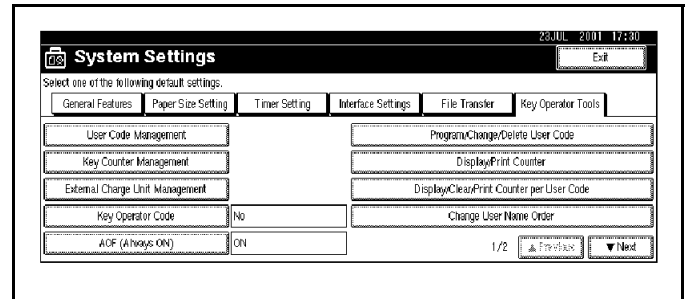 23JUL 2001 17:30
System Settings
Exit
Select one of the following default settings.
General Features Paper Size Setting Timer Setting Interface Settings File Transfer Key Operator Tools
User Code Management Program/Change/Delete User Code
Key Counter Management Display/Print Counter
External Charge Unit Management Display/Clear/Print Counter per User Code
Key Operator Code No Change User Name Order
AOF (Always ON) ON 1/2 ▲Previous ▼Next